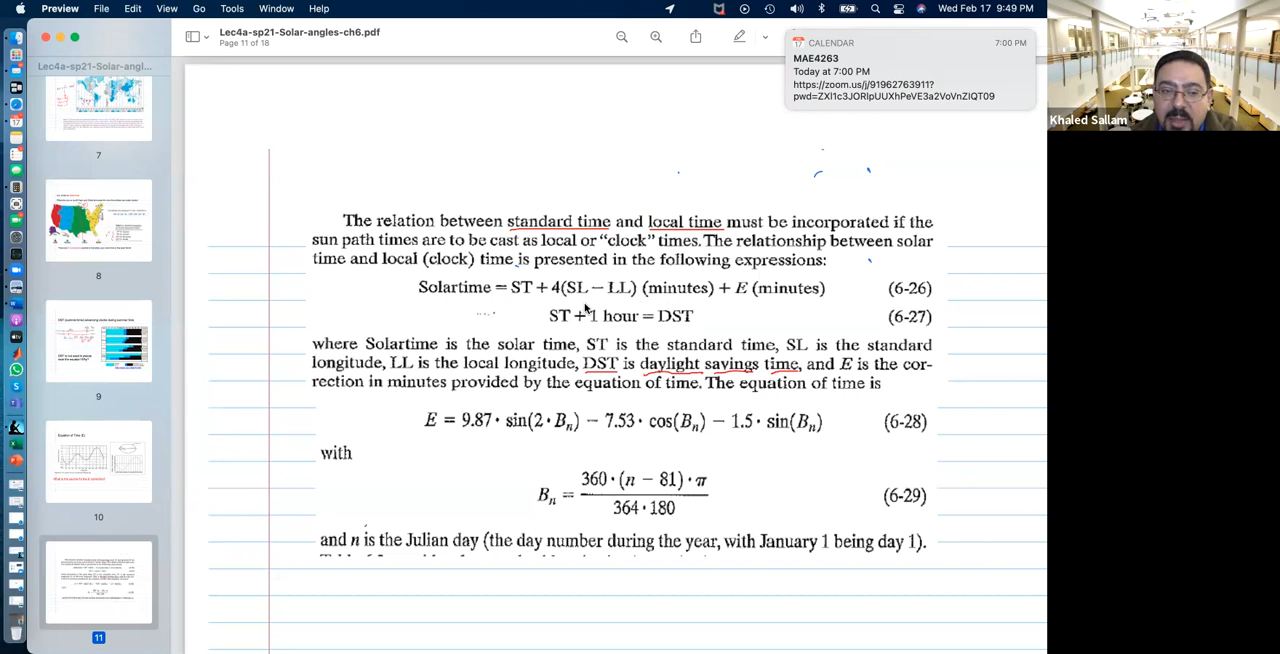 Preview File Edit View Go Tools Window Help
Wed Feb 17 9:49 PM
Lec4a-sp21-Solar-angles-ch6.pdf
Page 11 of 18
CALENDAR 7:00 PM
MAE4263
Today at 7:00 PM
https://zoom.us/j/91962763911?
pwd=ZXI1c3JORlpUUXhPeVE3a2VoVnZIQT09
Khaled Sallam
Lec4a-sp21-Solar-angl...
7
8
9
10
11
The relation between standard time and local time must be incorporated if the
sun path times are to be cast as local or “clock” times. The relationship between solar
time and local (clock) time is presented in the following expressions:
Solartime = ST + 4(SL − LL) (minutes) + E (minutes) (6-26)
ST + 1 hour = DST (6-27)
where Solartime is the solar time, ST is the standard time, SL is the standard
longitude, LL is the local longitude, DST is daylight savings time, and E is the cor-
rection in minutes provided by the equation of time. The equation of time is
E = 9.87· sin(2 · Bn) − 7.53· cos(Bn) − 1.5· sin(Bn) (6-28)
with
Bn = 360·(n − 81)·π / 364·180 (6-29)
and n is the Julian day (the day number during the year, with January 1 being day 1).